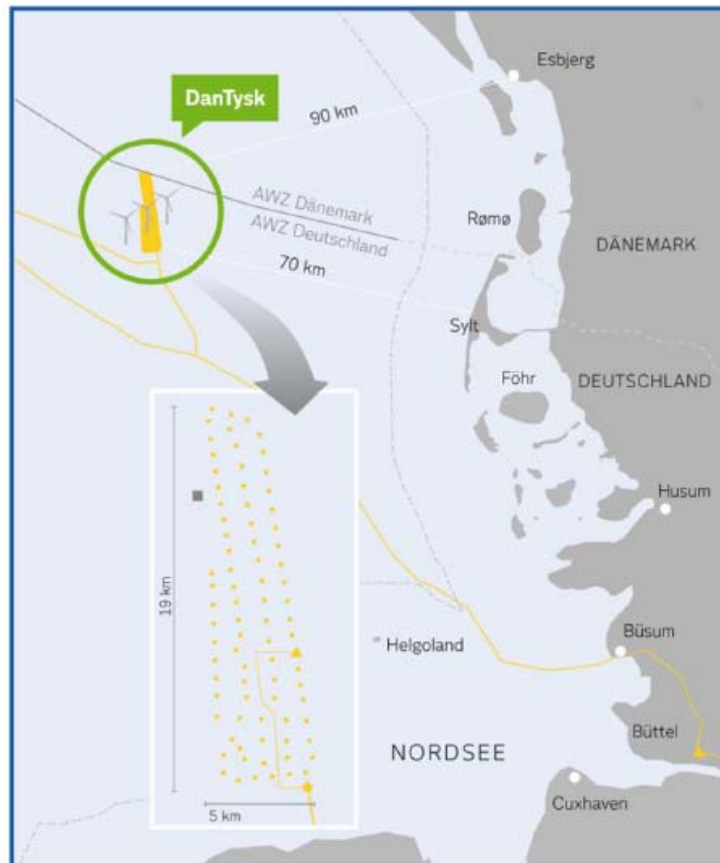 Esbjerg
DanTysk
90 km
AWZ Dänemark
AWZ Deutschland
Rømø
DÄNEMARK
70 km
Sylt
Föhr
DEUTSCHLAND
Husum
19 km
Helgoland
Büsum
Büttel
NORDSEE
Cuxhaven
5 km